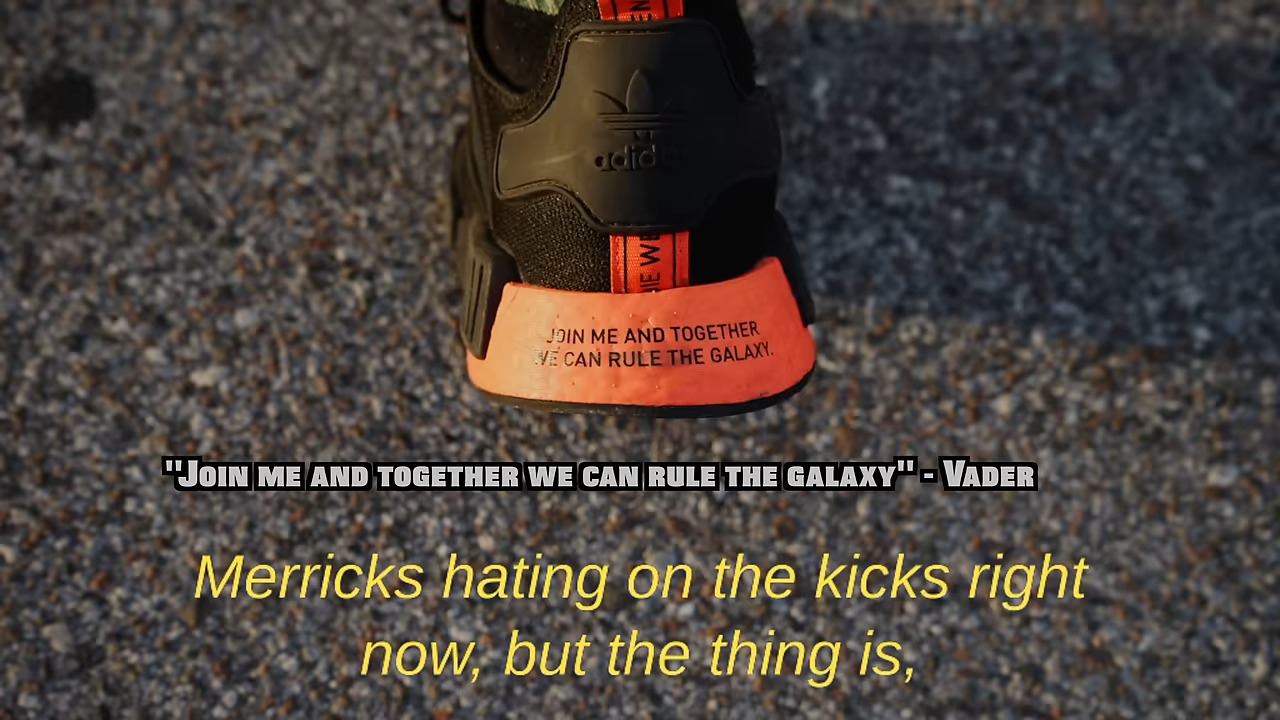 adidas
JOIN ME AND TOGETHER
WE CAN RULE THE GALAXY.
"Join me and together we can rule the galaxy" - Vader
Merricks hating on the kicks right
now, but the thing is,